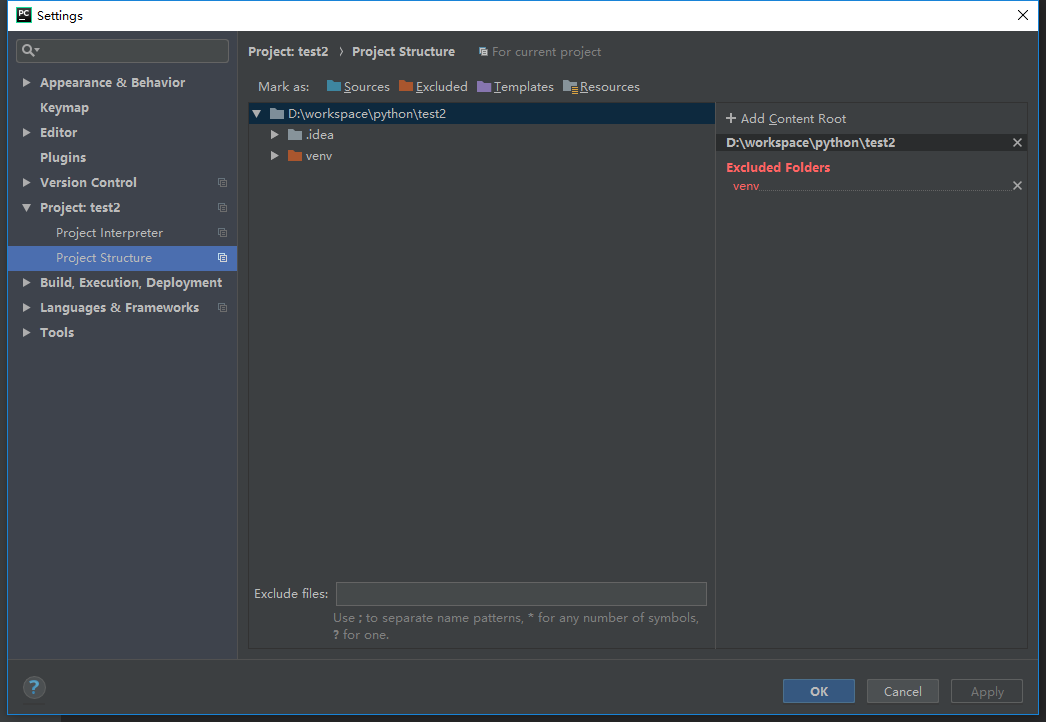 PC Settings
Project: test2 › Project Structure For current project
Appearance & Behavior
Keymap
Editor
Plugins
Version Control
Project: test2
Project Interpreter
Project Structure
Build, Execution, Deployment
Languages & Frameworks
Tools
Mark as: Sources Excluded Templates Resources
D:\workspace\python\test2
.idea
venv
Exclude files:
Use ; to separate name patterns, * for any number of symbols,
? for one.
+ Add Content Root
D:\workspace\python\test2
Excluded Folders
venv
?
OK Cancel Apply